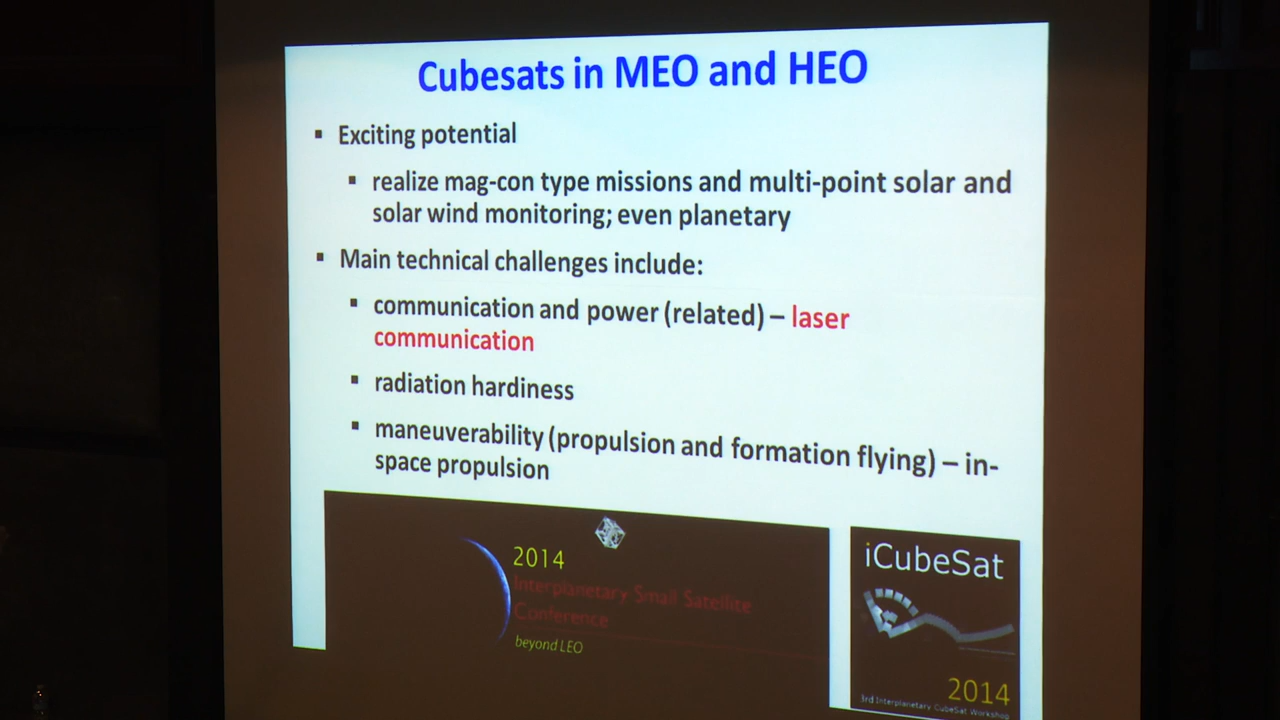 Cubesats in MEO and HEO
▪ Exciting potential
▪ realize mag-con type missions and multi-point solar and
solar wind monitoring; even planetary
▪ Main technical challenges include:
▪ communication and power (related) – laser
communication
▪ radiation hardiness
▪ maneuverability (propulsion and formation flying) – in-
space propulsion
2014
Interplanetary Small Satellite
Conference
beyond LEO
iCubeSat
2014
3rd Interplanetary CubeSat Workshop